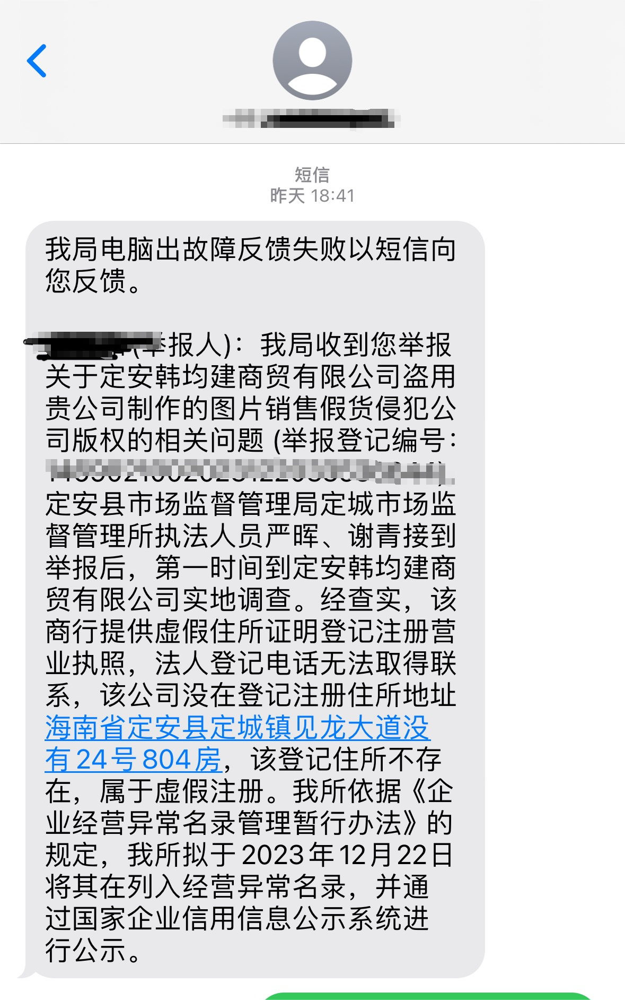 短信
昨天 18:41
我局电脑出故障反馈失败以短信向
您反馈。
(举报人)：我局收到您举报
关于定安韩均建商贸有限公司盗用
贵公司制作的图片销售假货侵犯公
司版权的相关问题 (举报登记编号：
定安县市场监督管理局定城市场监
督管理所执法人员严晖、谢青接到
举报后，第一时间到定安韩均建商
贸有限公司实地调查。经查实，该
商行提供虚假住所证明登记注册营
业执照，法人登记电话无法取得联
系，该公司没在登记注册住所地址
海南省定安县定城镇见龙大道没
有24号804房，该登记住所不存
在，属于虚假注册。我所依据《企
业经营异常名录管理暂行办法》的
规定，我所拟于2023年12月22日
将其在列入经营异常名录，并通
过国家企业信用信息公示系统进
行公示。